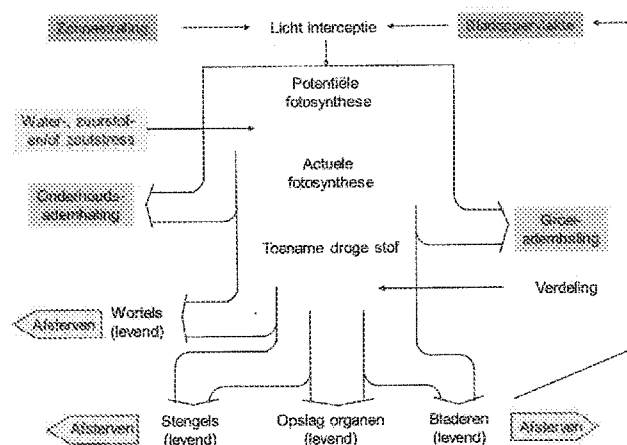 Zonnestraling
Licht interceptie
Bladoppervlakte
Potentiële
fotosynthese
Water-, zuurstof-
en/of zoutstress
Actuele
fotosynthese
Onderhouds-
ademhaling
Groei-
ademhaling
Toename droge stof
Verdeling
Afsterven
Wortels
(levend)
Afsterven
Stengels
(levend)
Opslag organen
(levend)
Bladeren
(levend)
Afsterven